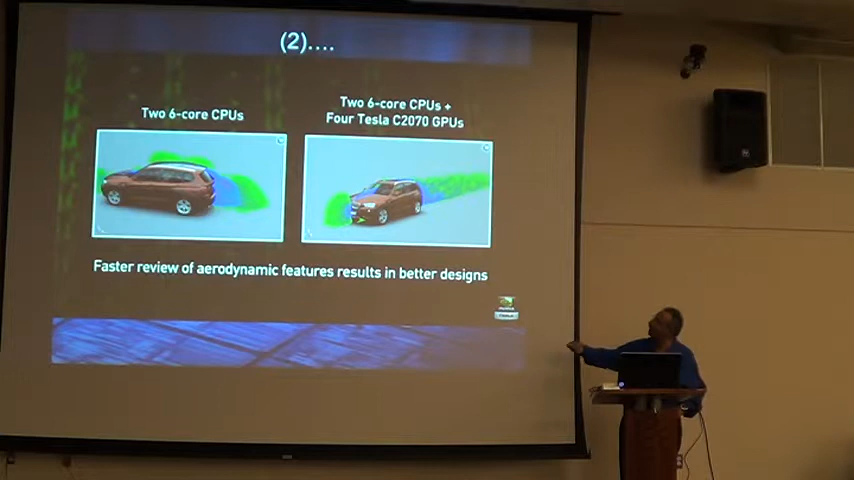 (2)....
Two 6-core CPUs
Two 6-core CPUs +
Four Tesla C2070 GPUs
Faster review of aerodynamic features results in better designs